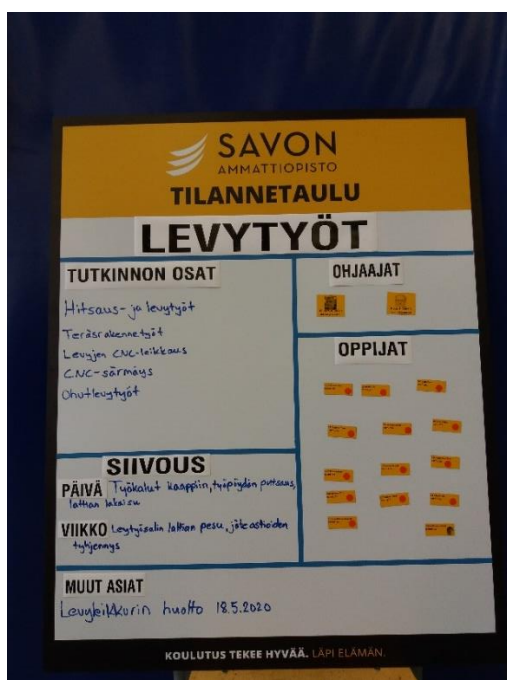 SAVON
AMMATTIOPISTO
TILANNETAULU
LEVYTYÖT
TUTKINNON OSAT
Hitsaus- ja levytyöt
Teräsrakennetyöt
Levyjen CNC-leikkaus
CNC-särmäys
Ohutlevytyöt
OHJAAJAT
OPPIJAT
SIIVOUS
PÄIVÄ Työkalut kaappiin, työpöydän puttsaus,
lattian lakaisu
VIIKKO Levytyösalin lattian pesu, jäteastioiden
tyhjennys
MUUT ASIAT
Levyleikkurin huolto 18.5.2020
KOULUTUS TEKEE HYVÄÄ. LÄPI ELÄMÄN.